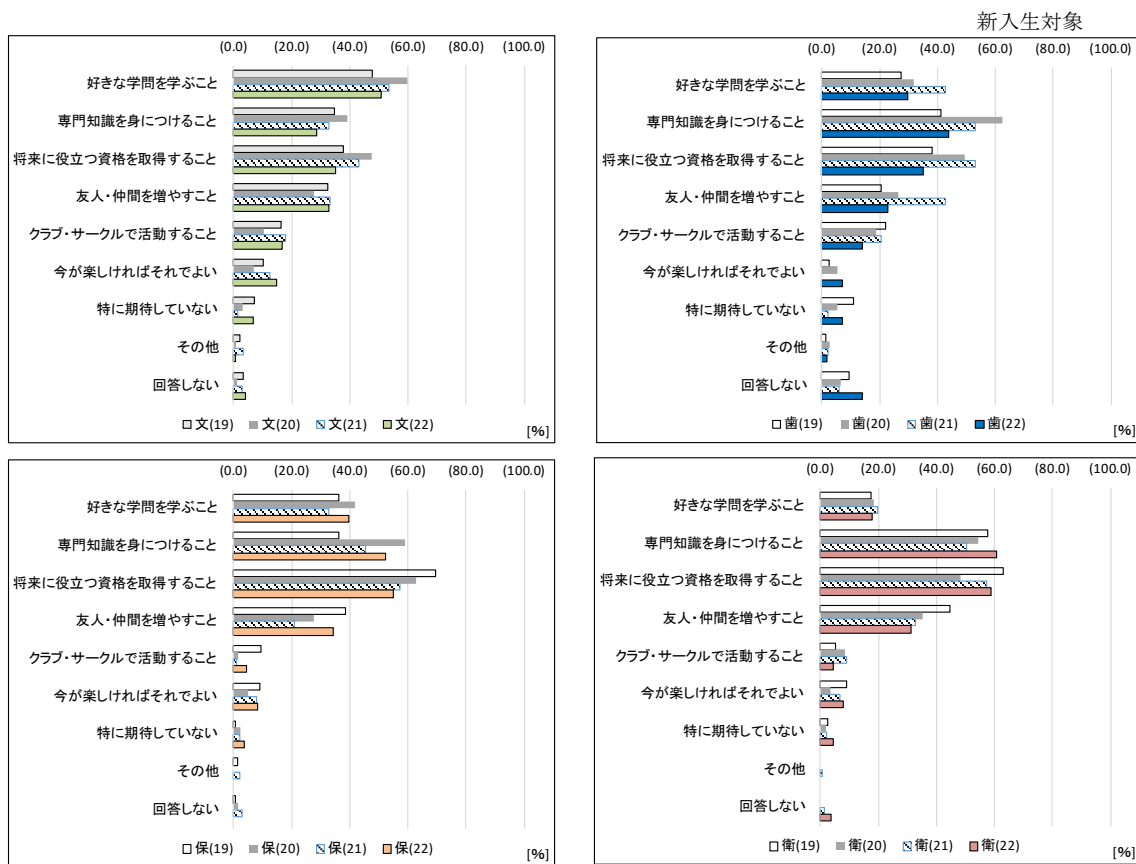 新入生対象
(0.0) (20.0) (40.0) (60.0) (80.0) (100.0)
好きな学問を学ぶこと
専門知識を身につけること
将来に役立つ資格を取得すること
友人・仲間を増やすこと
クラブ・サークルで活動すること
今が楽しければそれでよい
特に期待していない
その他
回答しない
文(19) 文(20) 文(21) 文(22)
[%]
(0.0) (20.0) (40.0) (60.0) (80.0) (100.0)
好きな学問を学ぶこと
専門知識を身につけること
将来に役立つ資格を取得すること
友人・仲間を増やすこと
クラブ・サークルで活動すること
今が楽しければそれでよい
特に期待していない
その他
回答しない
歯(19) 歯(20) 歯(21) 歯(22)
[%]
(0.0) (20.0) (40.0) (60.0) (80.0) (100.0)
好きな学問を学ぶこと
専門知識を身につけること
将来に役立つ資格を取得すること
友人・仲間を増やすこと
クラブ・サークルで活動すること
今が楽しければそれでよい
特に期待していない
その他
回答しない
保(19) 保(20) 保(21) 保(22)
[%]
(0.0) (20.0) (40.0) (60.0) (80.0) (100.0)
好きな学問を学ぶこと
専門知識を身につけること
将来に役立つ資格を取得すること
友人・仲間を増やすこと
クラブ・サークルで活動すること
今が楽しければそれでよい
特に期待していない
その他
回答しない
衛(19) 衛(20) 衛(21) 衛(22)
[%]